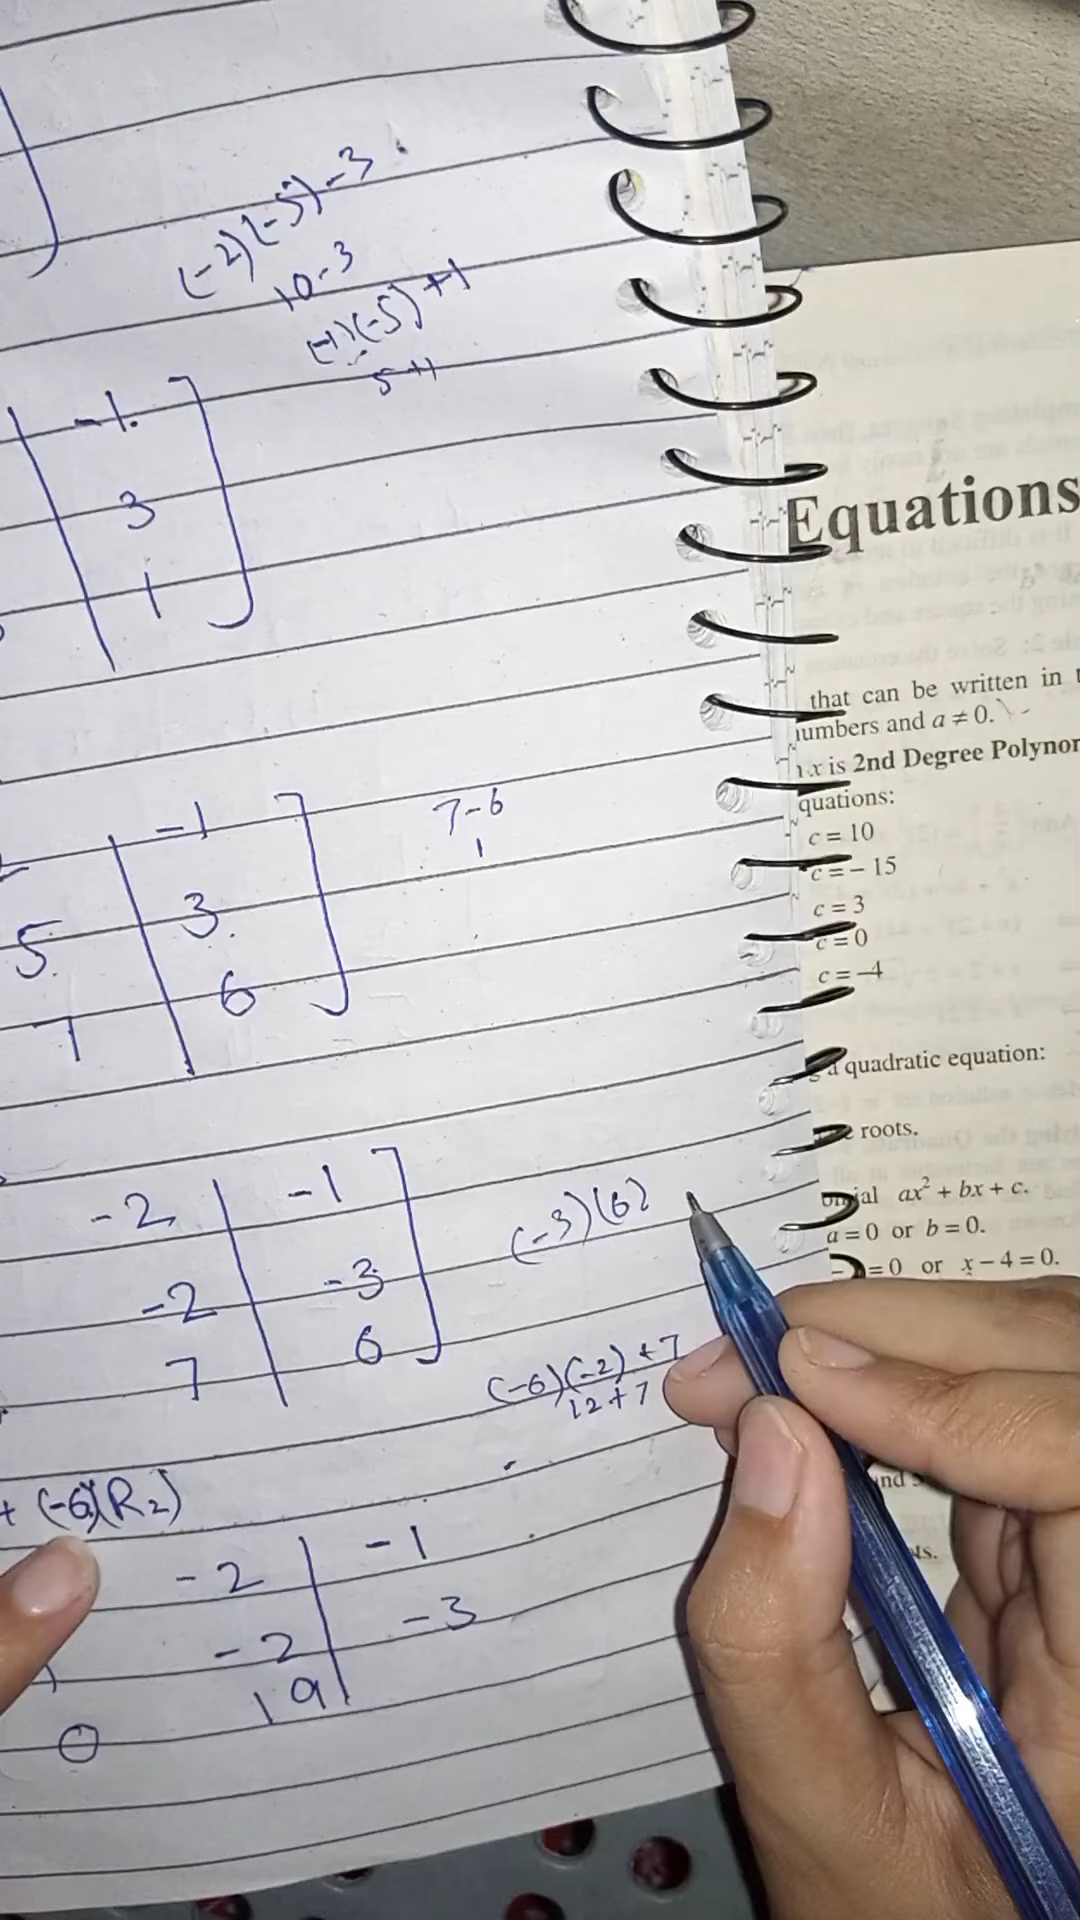 (-2)(-5)-3
10-3
(-1)(-5)+1
5+1
-1
3
1
-1
5 3
7 6
7-6
1
-2 -1
-2 -3
7 6
(-3)(6)
(-6)(-2)+7
12+7
+ (-6)(R2)
-2 -1
-2 -3
0 19
Equations
that can be written in
numbers and a ≠ 0.
x is 2nd Degree
quations:
c = 10
c = - 15
c = 3
c = 0
c = -4
a quadratic equation:
roots.
ax² + bx + c.
a = 0 or b = 0.
= 0 or x - 4 = 0.